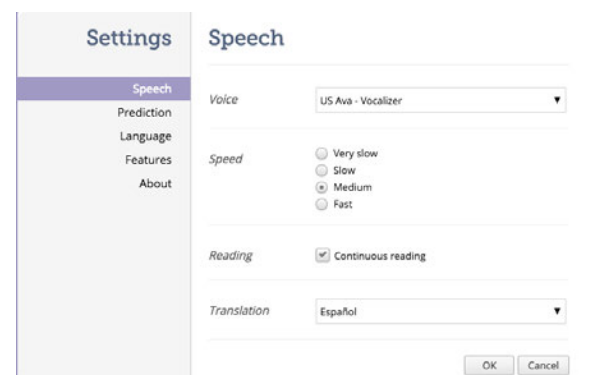 Settings
Speech
Prediction
Language
Features
About
Speech
Voice
US Ava - Vocalizer
Speed
Very slow
Slow
Medium
Fast
Reading
Continuous reading
Translation
Español
OK
Cancel